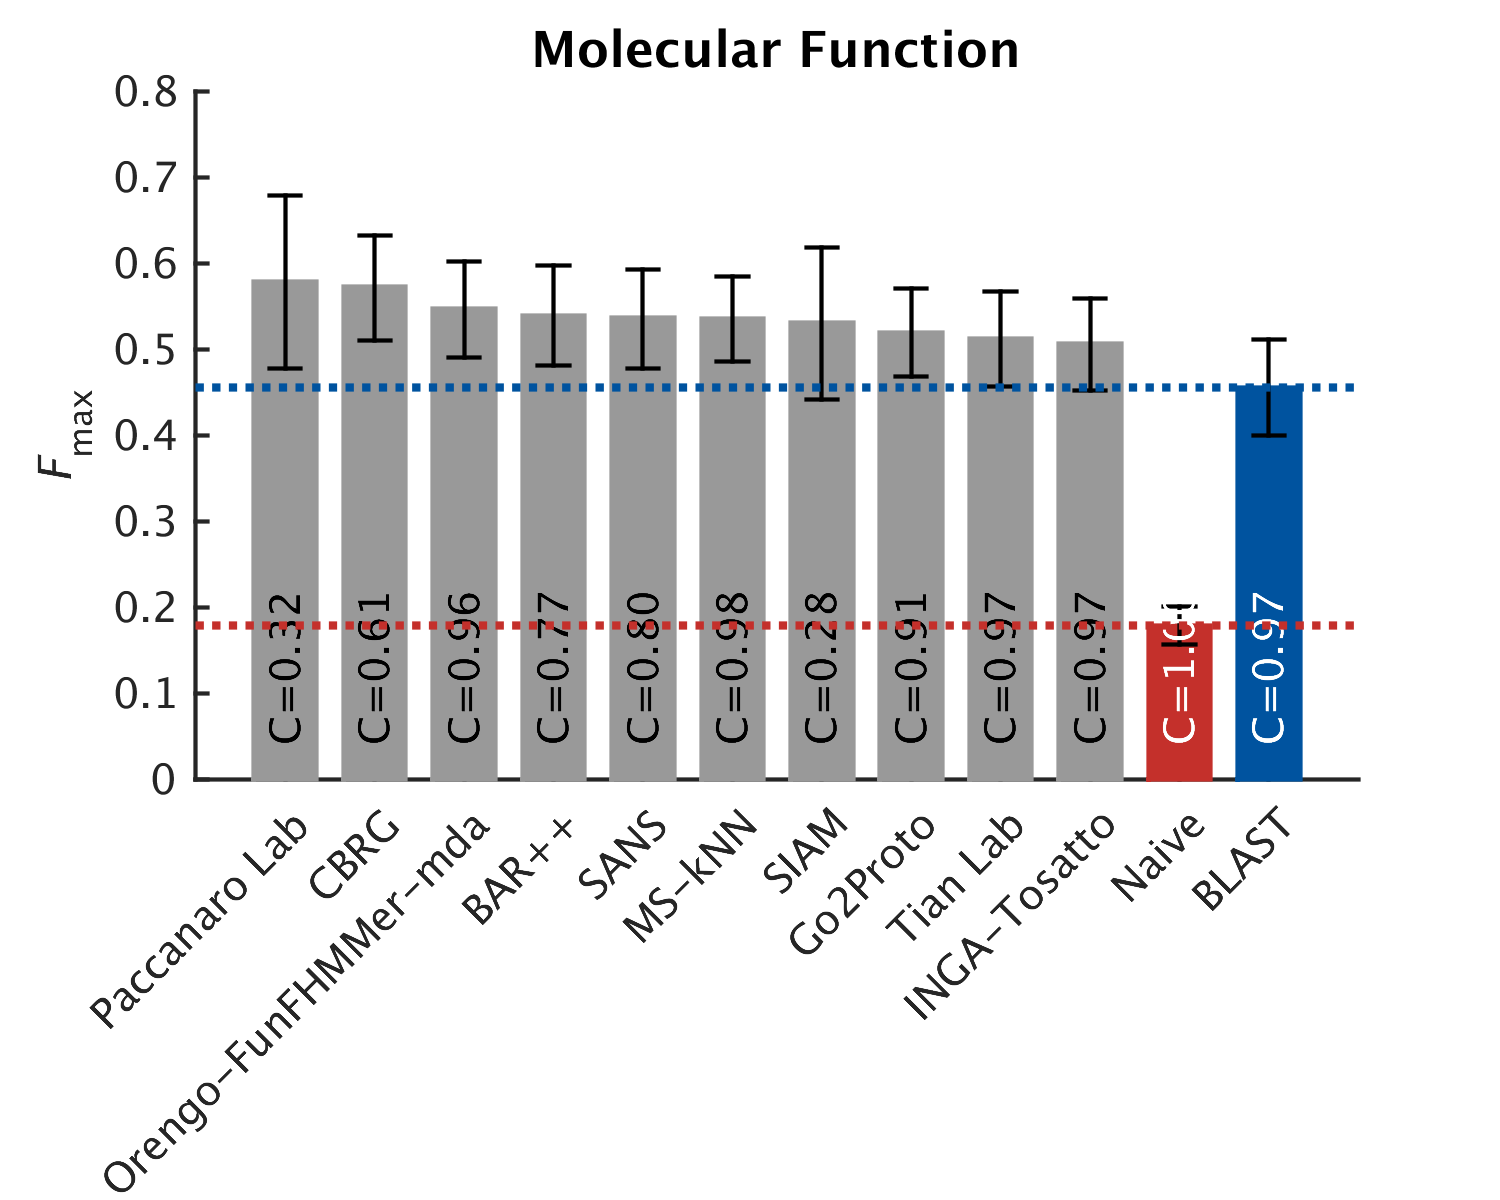 Molecular Function
0.8
0.7
0.6
0.5
0.4
0.3
0.2
0.1
0
Fmax
C=0.32
C=0.61
C=0.96
C=0.77
C=0.80
C=0.98
C=0.28
C=0.91
C=0.97
C=0.97
C=0.97
Paccanaro Lab
CBRG
Orengo-FunFHMMer-mda
BAR++
SANS
MS-kNN
SIAM
Go2Proto
Tian Lab
INGA-Tosatto
Naive
BLAST